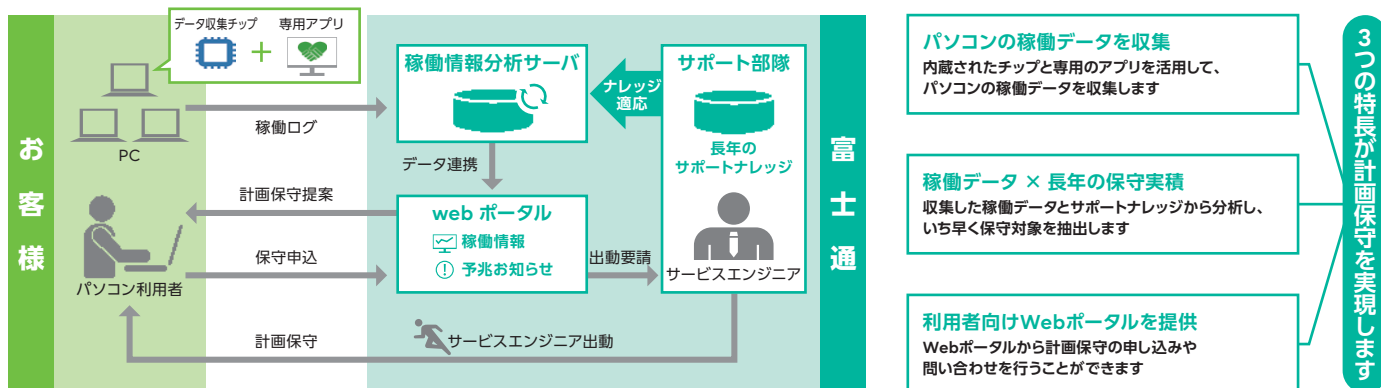 データ収集チップ
専用アプリ
お客様
PC
稼働ログ
稼働情報分析サーバ
ナレッジ
適応
サポート部隊
長年の
サポートナレッジ
富士通
データ連携
計画保守提案
web ポータル
稼働情報
予兆お知らせ
保守申込
出動要請
サービスエンジニア
パソコン利用者
計画保守
サービスエンジニア出動
パソコンの稼働データを収集
内蔵されたチップと専用のアプリを活用して、
パソコンの稼働データを収集します
稼働データ × 長年の保守実績
収集した稼働データとサポートナレッジから分析し、
いち早く保守対象を抽出します
利用者向けWebポータルを提供
Webポータルから計画保守の申し込みや
問い合わせを行うことができます
3つの特長が計画保守を実現します